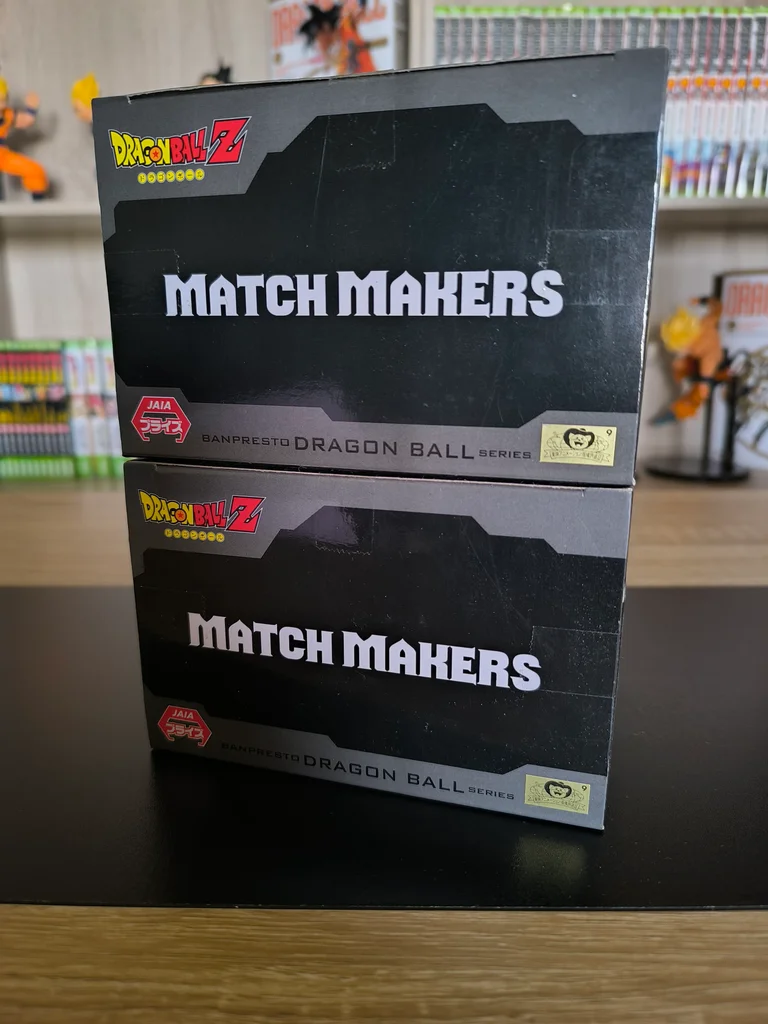 DRAGON BALL Z
ドラゴンボール
MATCH MAKERS
JAIA
プライズ
BANPRESTO DRAGON BALL SERIES
9
DRAGON BALL Z
ドラゴンボール
MATCH MAKERS
JAIA
プライズ
BANPRESTO DRAGON BALL SERIES
9